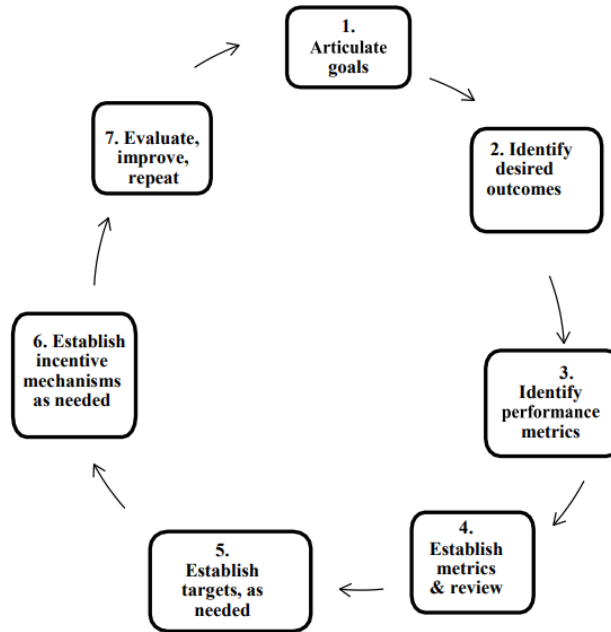 1.
Articulate
goals
2. Identify
desired
outcomes
3.
Identify
performance
metrics
4.
Establish
metrics
& review
5.
Establish
targets, as
needed
6. Establish
incentive
mechanisms
as needed
7. Evaluate,
improve,
repeat